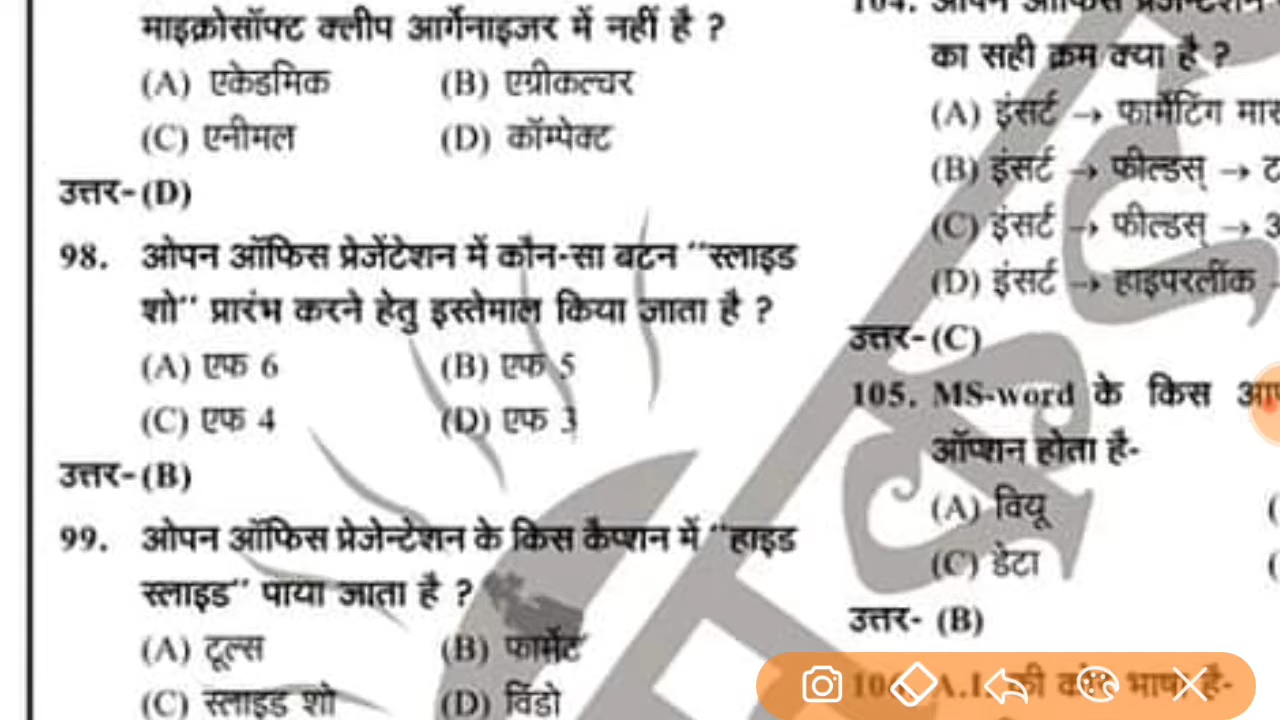 माइक्रोसॉफ्ट क्लीप आर्गेनाइजर में नहीं है ?
(A) एकेडमिक (B) एग्रीकल्चर
(C) एनीमल (D) कॉम्पेक्ट
उत्तर-(D)
98. ओपन ऑफिस प्रेजेंटेशन में कौन-सा बटन "स्लाइड
शो" प्रारंभ करने हेतु इस्तेमाल किया जाता है ?
(A) एफ 6 (B) एफ 5
(C) एफ 4 (D) एफ 3
उत्तर-(B)
99. ओपन ऑफिस प्रेजेन्टेशन के किस कैप्शन में "हाइड
स्लाइड" पाया जाता है ?
(A) टूल्स (B) फार्मेट
(C) स्लाइड शो (D) विंडो
का सही क्रम क्या है ?
(A) इंसर्ट → फार्मेटिंग
(B) इंसर्ट → फील्डस् →
(C) इंसर्ट → फील्डस् →
(D) इंसर्ट → हाइपरलींक
उत्तर-(C)
105. MS-word के किस
ऑप्शन होता है-
(A) वियू
(C) डेटा
उत्तर- (B)